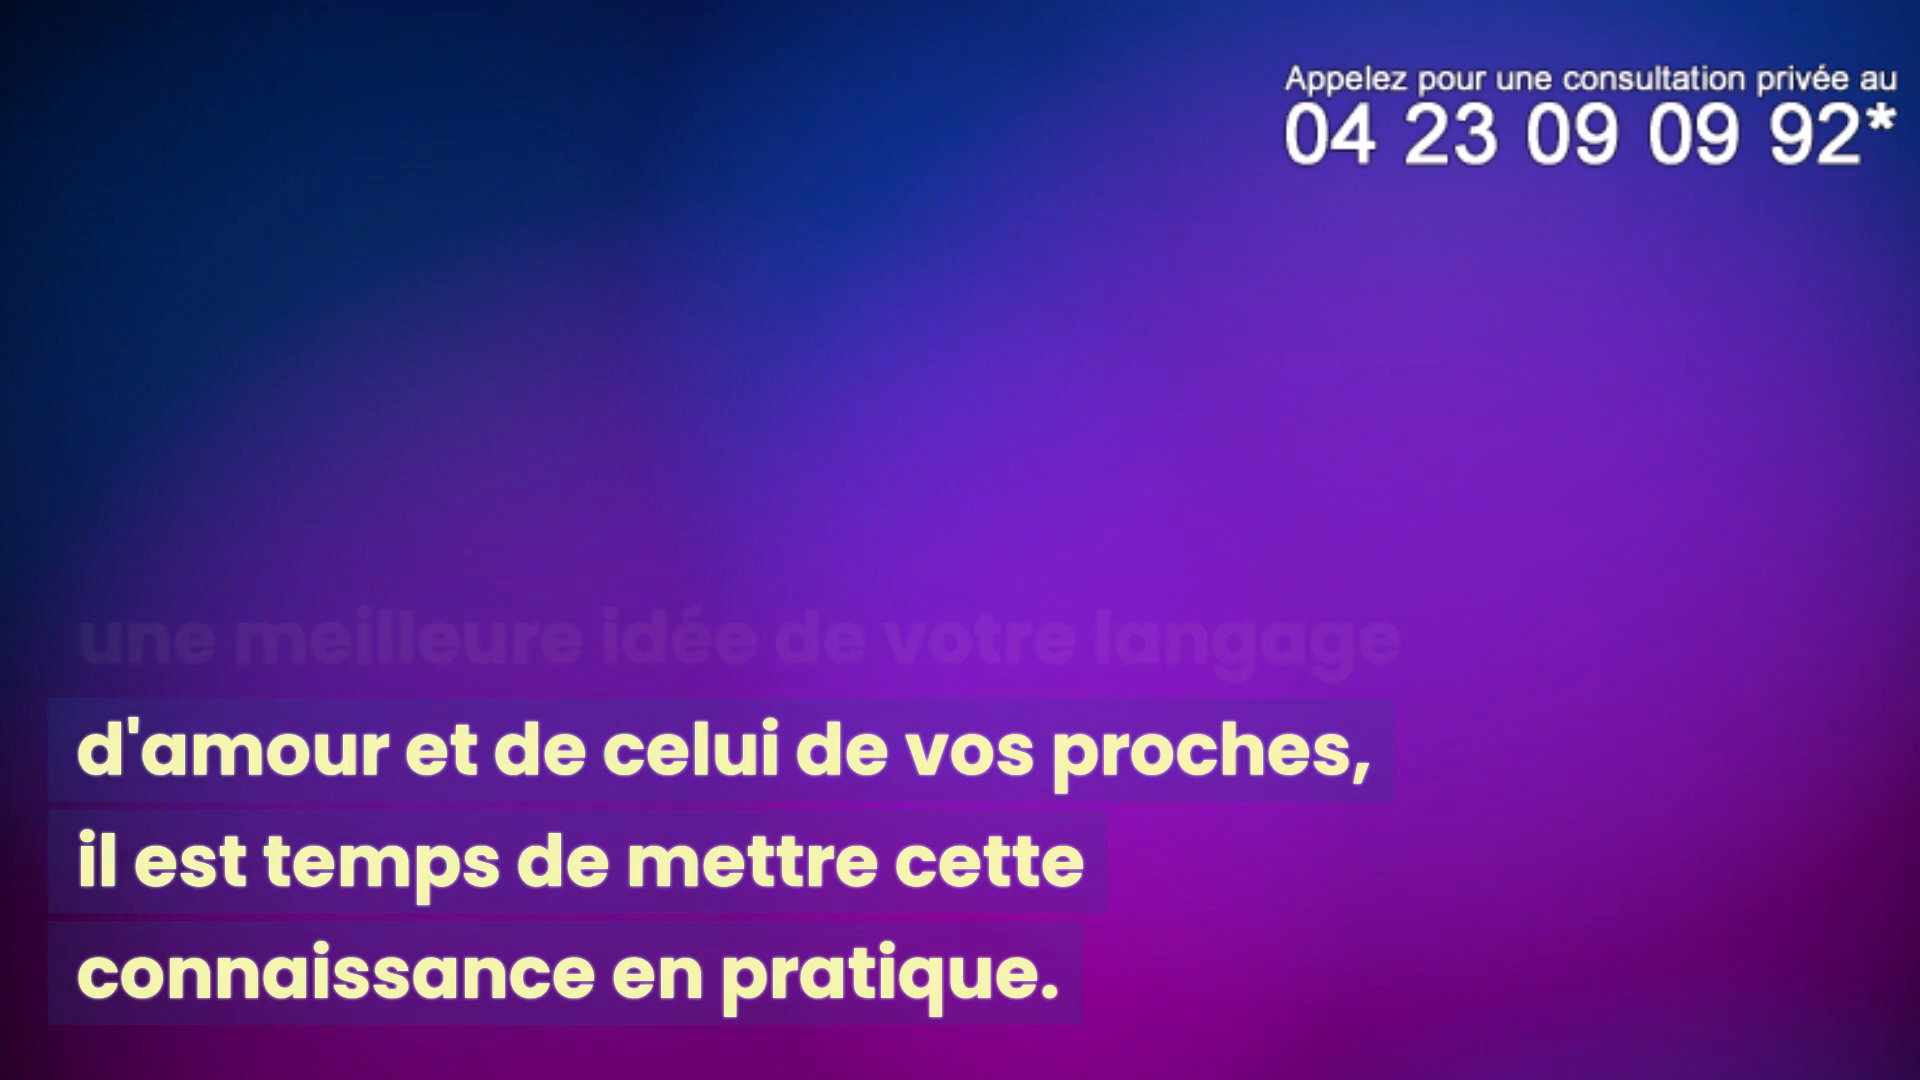 Appelez pour une consultation privée au
04 23 09 09 92*
une meilleure idée de votre langage
d'amour et de celui de vos proches,
il est temps de mettre cette
connaissance en pratique.